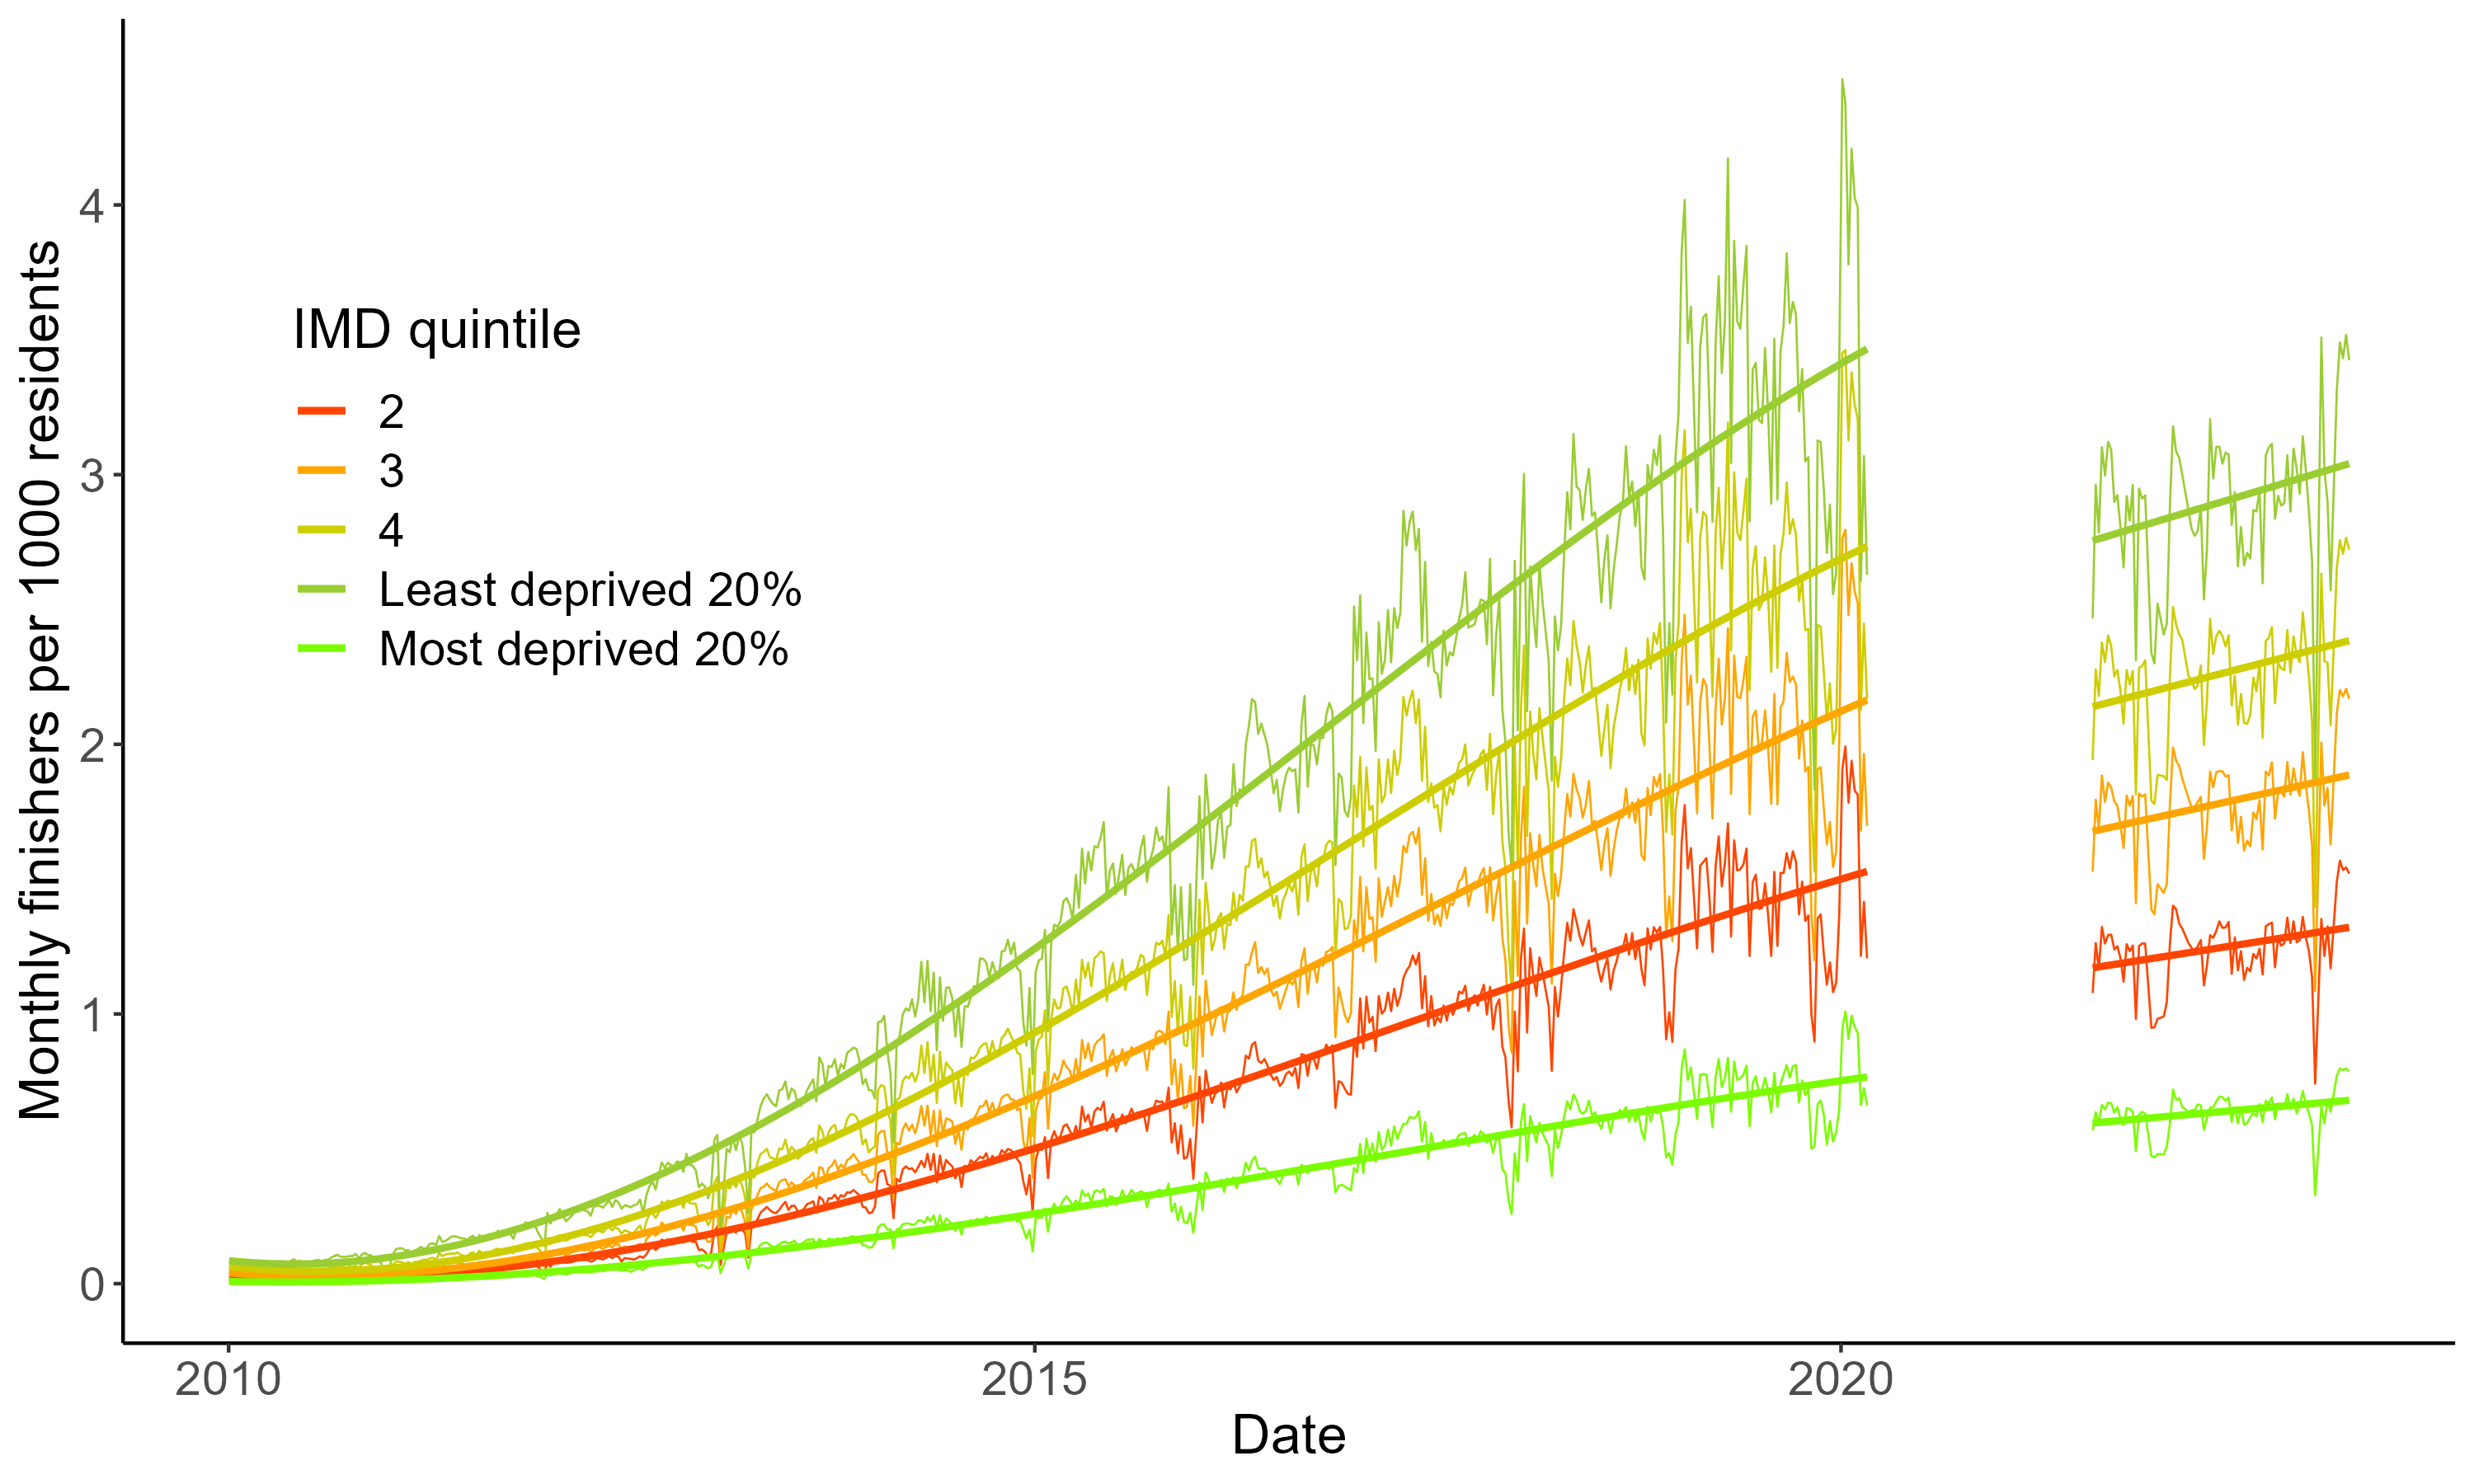 Monthly finishers per 1000 residents
4
3
2
1
0
IMD quintile
2
3
4
Least deprived 20%
Most deprived 20%
2010
2015
2020
Date